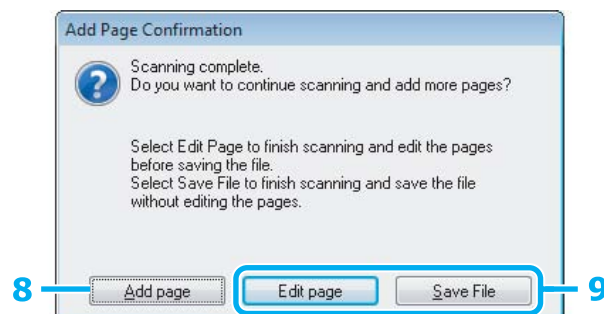 Add Page Confirmation
Scanning complete.
Do you want to continue scanning and add more pages?
Select Edit Page to finish scanning and edit the pages
before saving the file.
Select Save File to finish scanning and save the file
without editing the pages.
8 Add page Edit page Save File 9